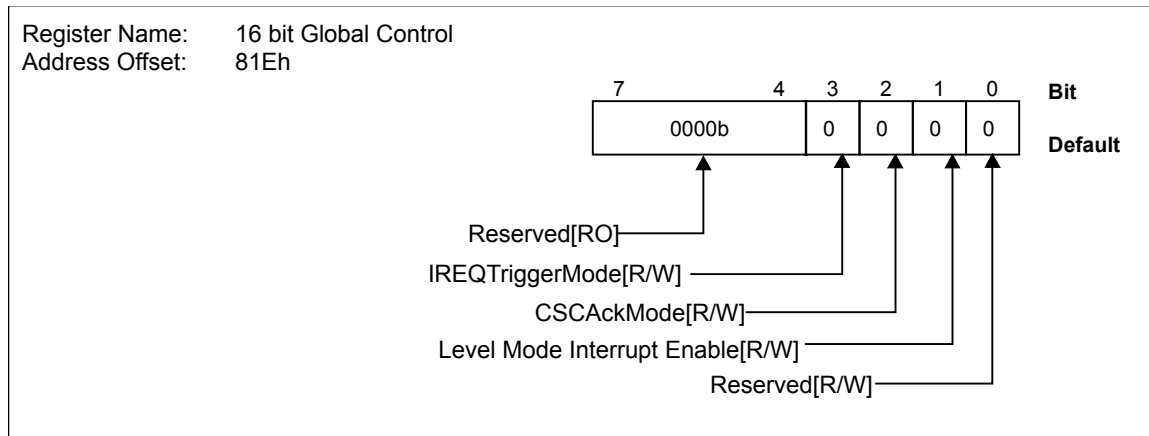 Register Name: 16 bit Global Control
Address Offset: 81Eh
7 4 3 2 1 0 Bit
0000b 0 0 0 0 Default
Reserved[RO]
IREQTriggerMode[R/W]
CSCAckMode[R/W]
Level Mode Interrupt Enable[R/W]
Reserved[R/W]